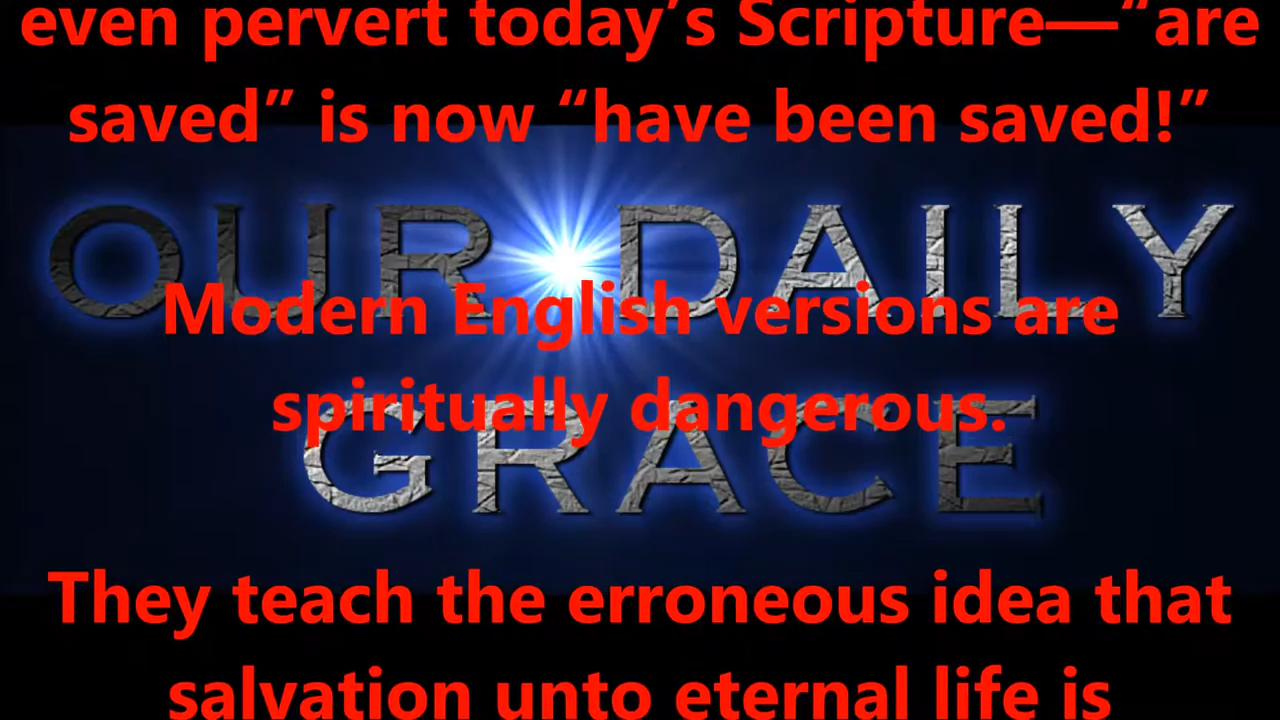 even pervert today’s Scripture—“are
saved” is now “have been saved!”
OUR DAILY
Modern English versions are
spiritually dangerous.
GRACE
They teach the erroneous idea that
salvation unto eternal life is